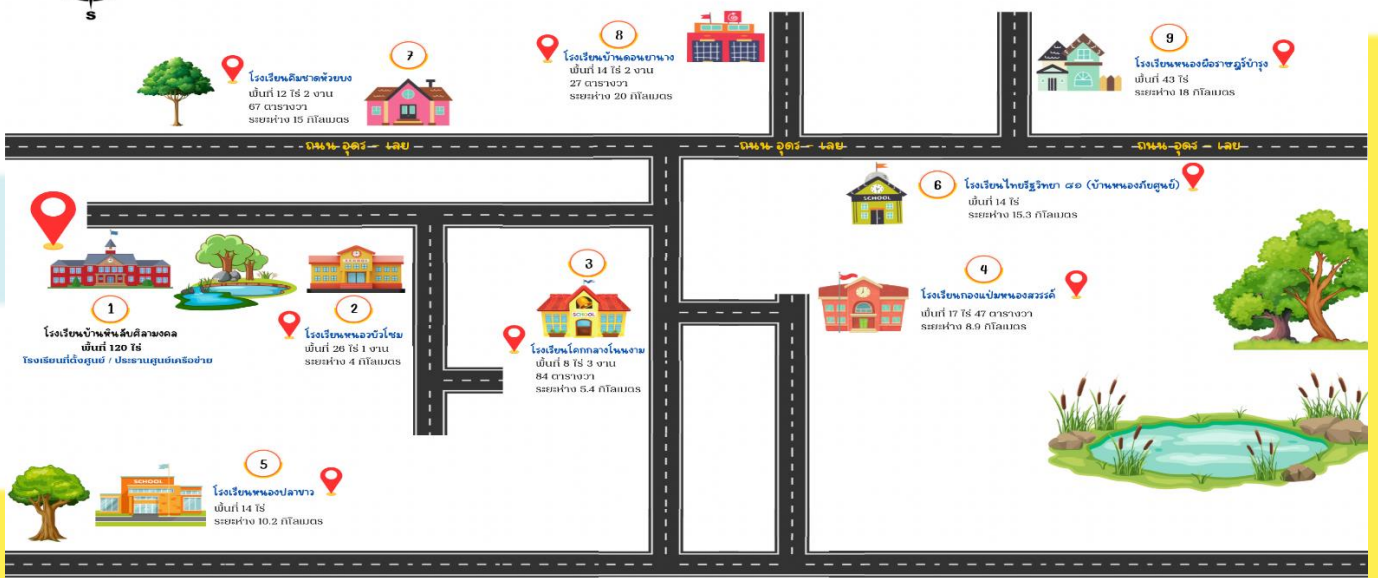 S
7
โรงเรียนคิมชาดห้วยบง
พื้นที่ 12 ไร่ 2 งาน
67 ตารางวา
ระยะห่าง 15 กิโลเมตร
8
โรงเรียนบ้านดอนยานาง
พื้นที่ 14 ไร่ 2 งาน
27 ตารางวา
ระยะห่าง 20 กิโลเมตร
9
โรงเรียนหนองผือราษฎร์บำรุง
พื้นที่ 43 ไร่
ระยะห่าง 18 กิโลเมตร
ถนน อุดร - เลย
ถนน อุดร - เลย
ถนน อุดร - เลย
SCHOOL
6
โรงเรียนไทยรัฐวิทยา ๘๑ (บ้านหนองภัยศูนย์)
พื้นที่ 14 ไร่
ระยะห่าง 15.3 กิโลเมตร
1
โรงเรียนบ้านหินลับศิลามงคล
พื้นที่ 120 ไร่
โรงเรียนที่ตั้งศูนย์ / ประธานศูนย์เครือข่าย
SCHOOL
2
โรงเรียนหนองบัวโซม
พื้นที่ 26 ไร่ 1 งาน
ระยะห่าง 4 กิโลเมตร
3
SCHOOL
โรงเรียนโคกกลางโนนงาม
พื้นที่ 8 ไร่ 3 งาน
84 ตารางวา
ระยะห่าง 5.4 กิโลเมตร
4
โรงเรียนกองแป่มหนองสวรรค์
พื้นที่ 17 ไร่ 47 ตารางวา
ระยะห่าง 8.9 กิโลเมตร
5
SCHOOL
โรงเรียนหนองปลาขาว
พื้นที่ 14 ไร่
ระยะห่าง 10.2 กิโลเมตร